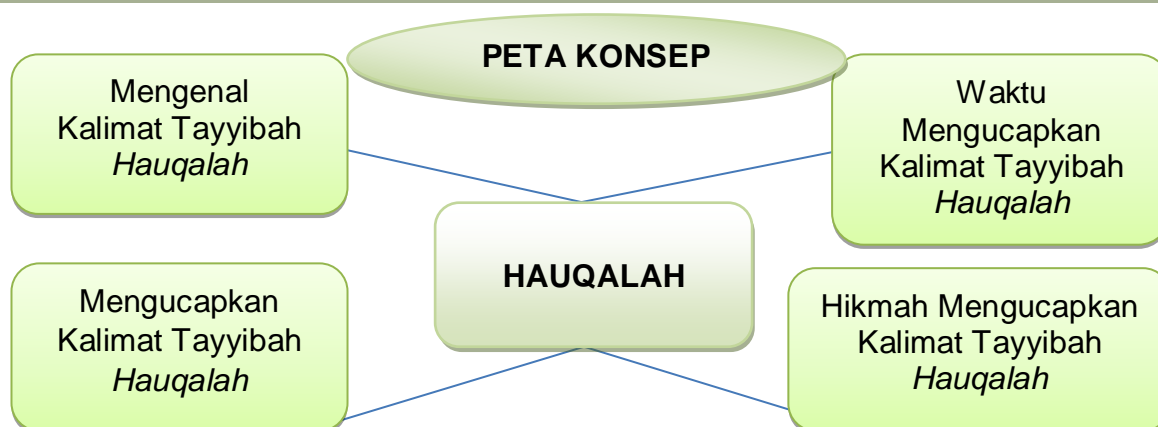 PETA KONSEP
Mengenal
Kalimat Tayyibah
Hauqalah
Waktu
Mengucapkan
Kalimat Tayyibah
Hauqalah
HAUQALAH
Mengucapkan
Kalimat Tayyibah
Hauqalah
Hikmah Mengucapkan
Kalimat Tayyibah
Hauqalah